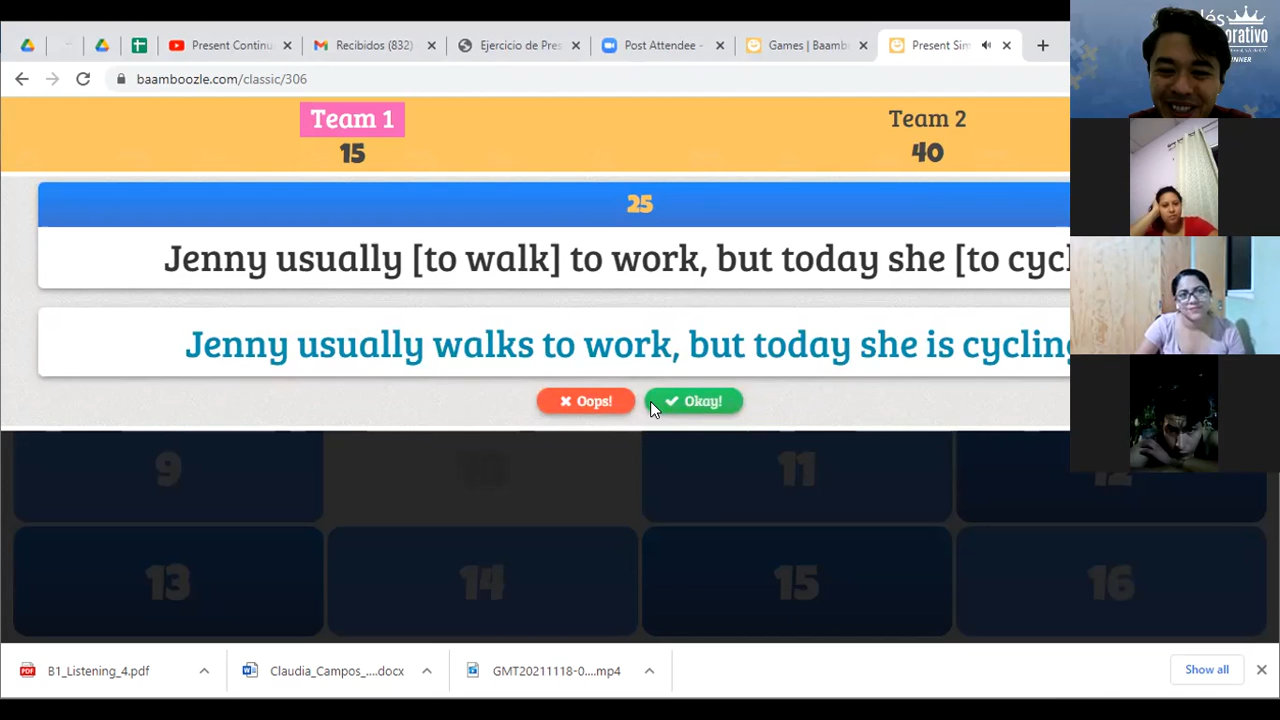 Present Continu
Recibidos (832)
Ejercicio de Pres
Post Attendee -
Games | Baamb
Present Sim
baamboozle.com/classic/306
Team 1
15
Team 2
40
25
Jenny usually [to walk] to work, but today she [to cycl
Jenny usually walks to work, but today she is cycling
Oops!
Okay!
9
10
11
12
13
14
15
16
B1_Listening_4.pdf
Claudia_Campos_....docx
GMT20211118-0....mp4
Show all